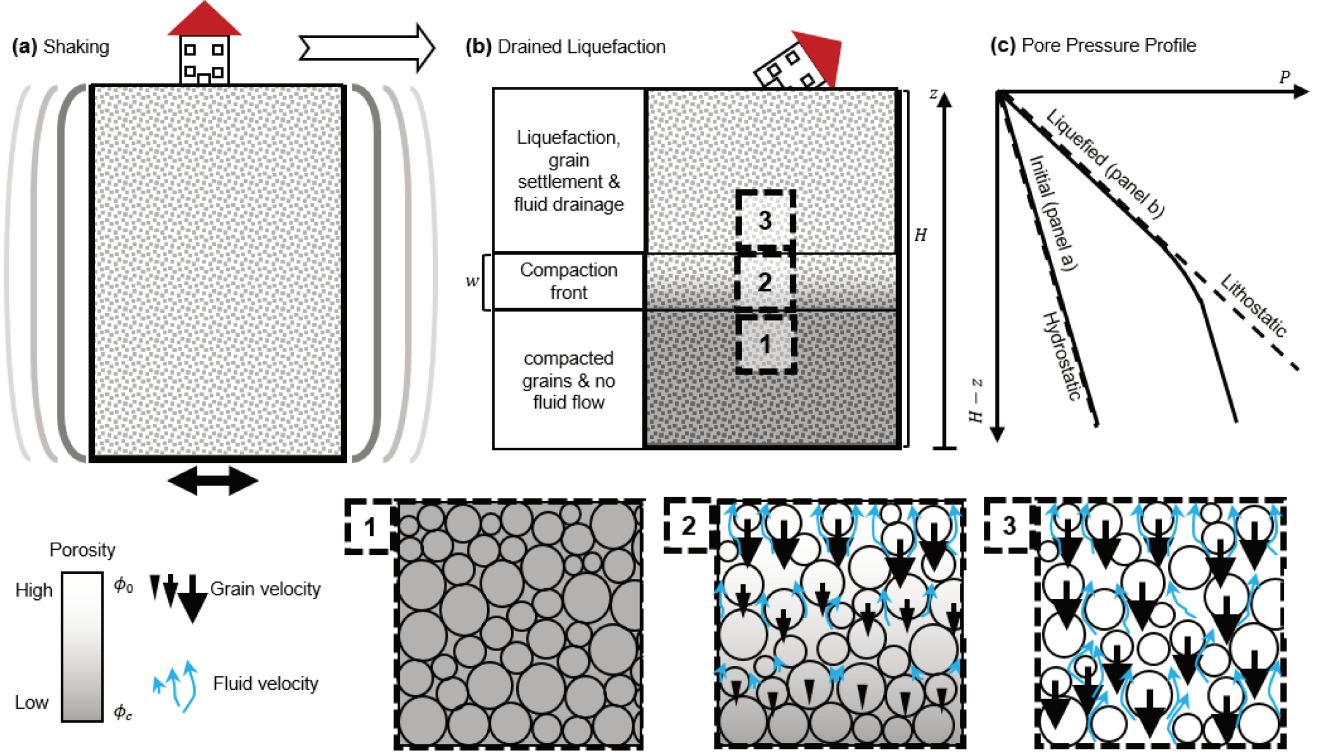 (a) Shaking
(b) Drained Liquefaction
(c) Pore Pressure Profile
Liquefaction,
grain
settlement &
fluid drainage
w
Compaction
front
compacted
grains & no
fluid flow
3
2
1
z
H
P
H − z
Liquefied (panel b)
Initial (panel a)
Hydrostatic
Lithostatic
Porosity
High
ϕ₀
Low
ϕ_c
Grain velocity
Fluid velocity
1
2
3